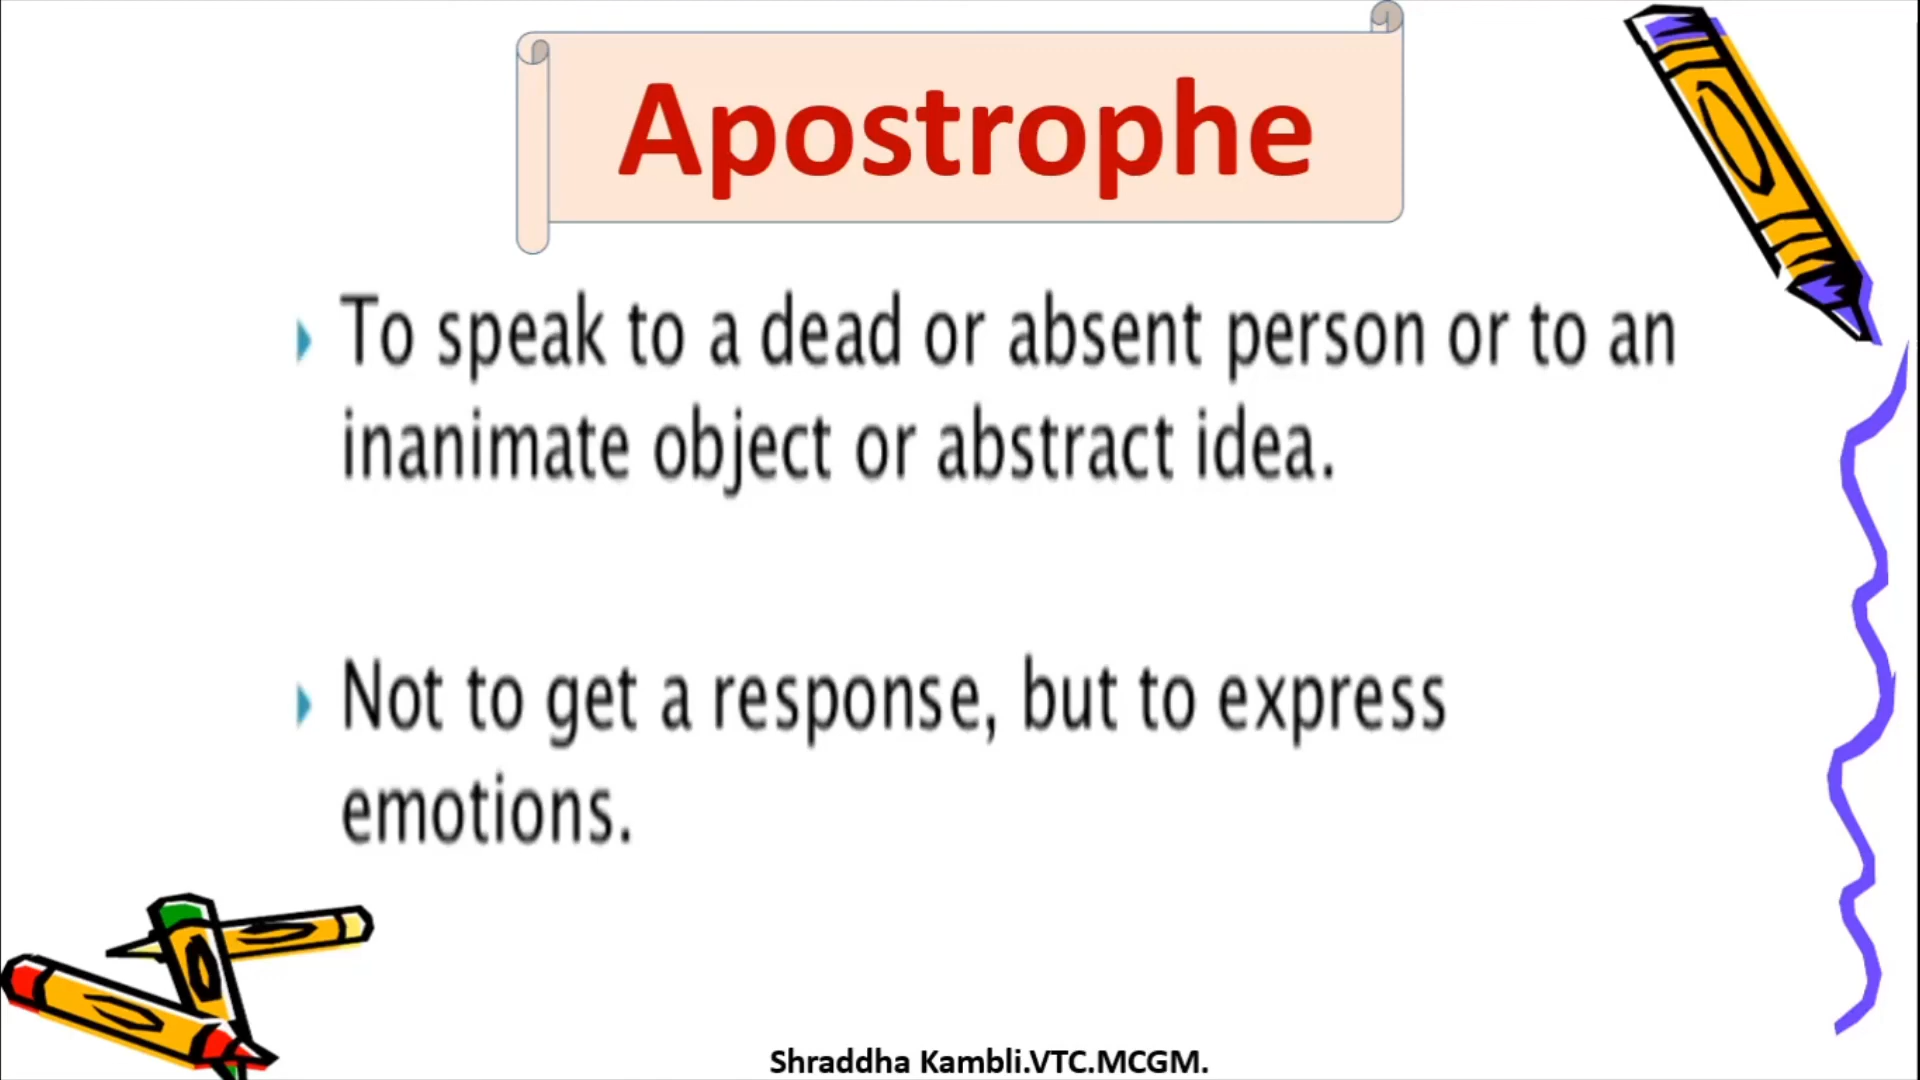 Apostrophe
To speak to a dead or absent person or to an
inanimate object or abstract idea.
Not to get a response, but to express
emotions.
Shraddha Kambli.VTC.MCGM.